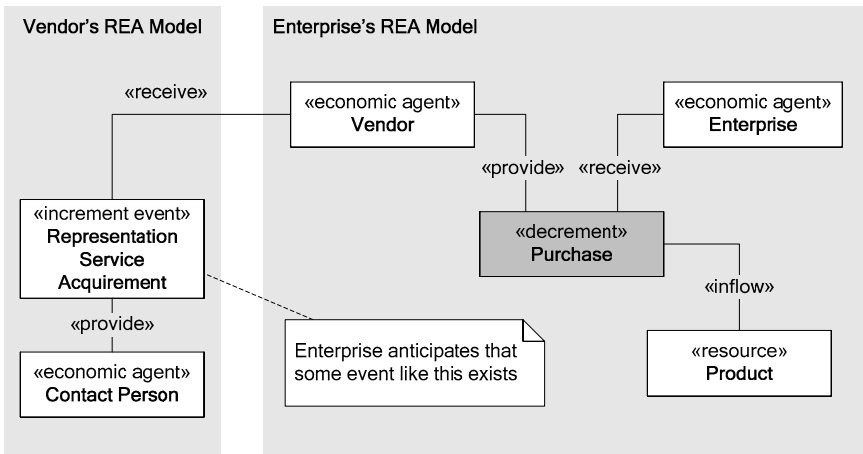 Vendor's REA Model
Enterprise's REA Model
«receive»
«economic agent»
Vendor
«economic agent»
Enterprise
«provide»
«receive»
«increment event»
Representation
Service
Acquirement
«decrement»
Purchase
«inflow»
«provide»
Enterprise anticipates that
some event like this exists
«resource»
Product
«economic agent»
Contact Person